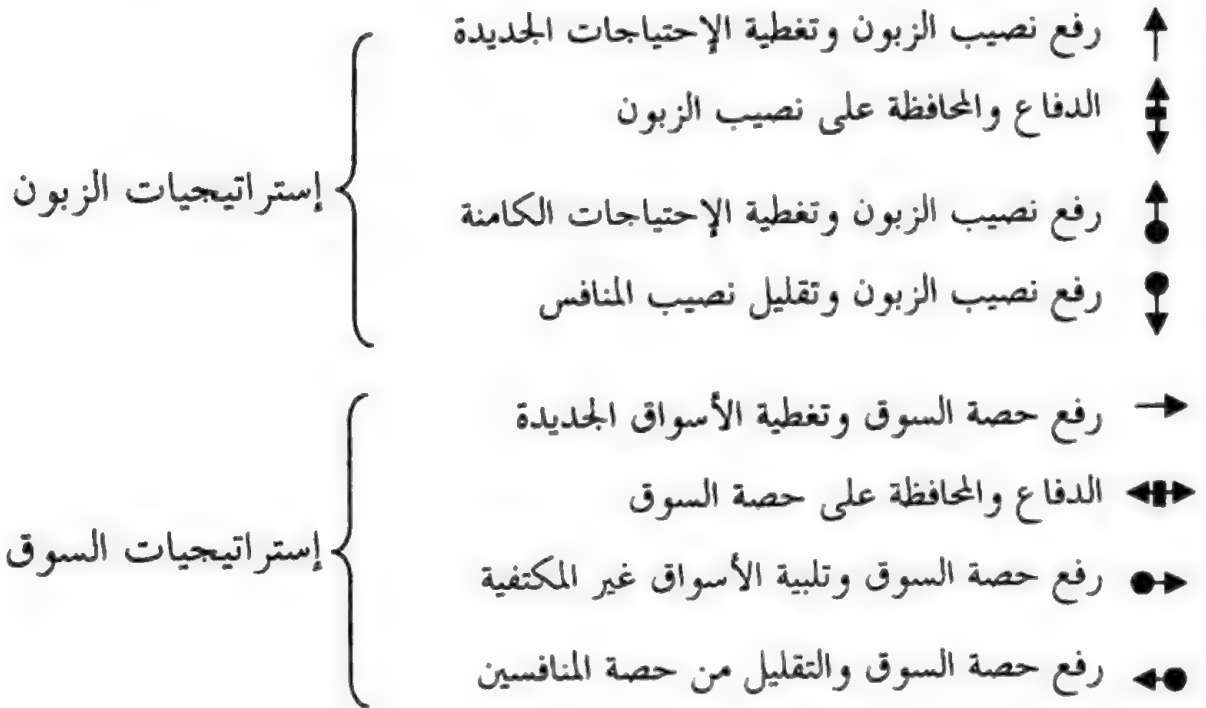 رفع نصيب الزبون وتغطية الإحتياجات الجديدة
الدفاع والمحافظة على نصيب الزبون
إستراتيجيات الزبون
رفع نصيب الزبون وتغطية الإحتياجات الكامنة
رفع نصيب الزبون وتقليل نصيب المنافس
رفع حصة السوق وتغطية الأسواق الجديدة
الدفاع والمحافظة على حصة السوق
إستراتيجيات السوق
رفع حصة السوق وتلبية الأسواق غير المكتفية
رفع حصة السوق والتقليل من حصة المنافسين